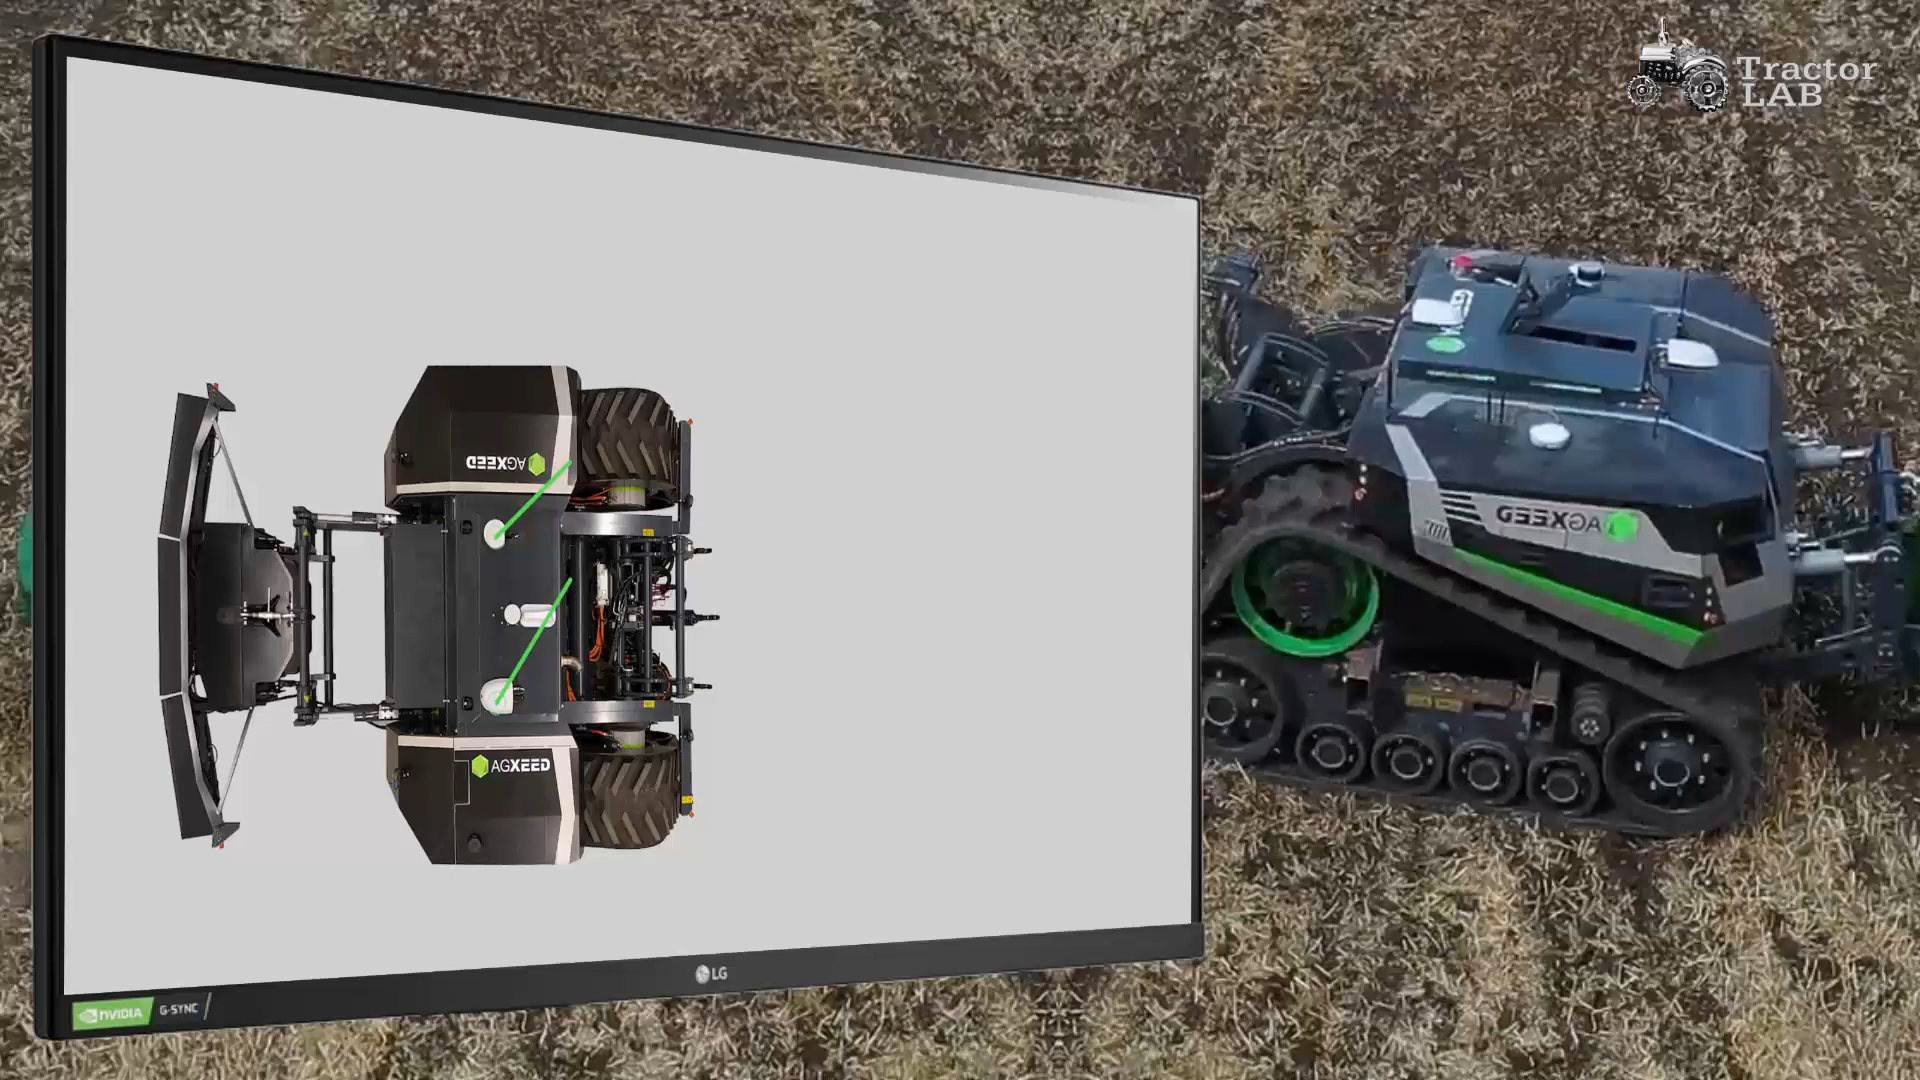 Tractor
LAB
AGXEED
AGXEED
AGXEED
LG
NVIDIA
G-SYNC